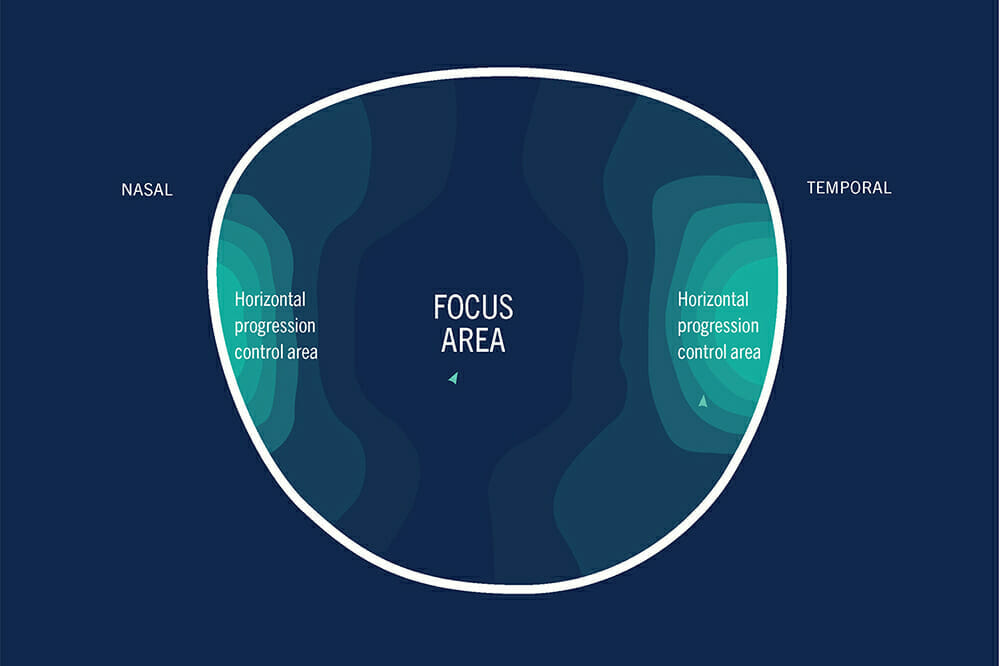 NASAL
TEMPORAL
Horizontal
progression
control area
FOCUS
AREA
Horizontal
progression
control area